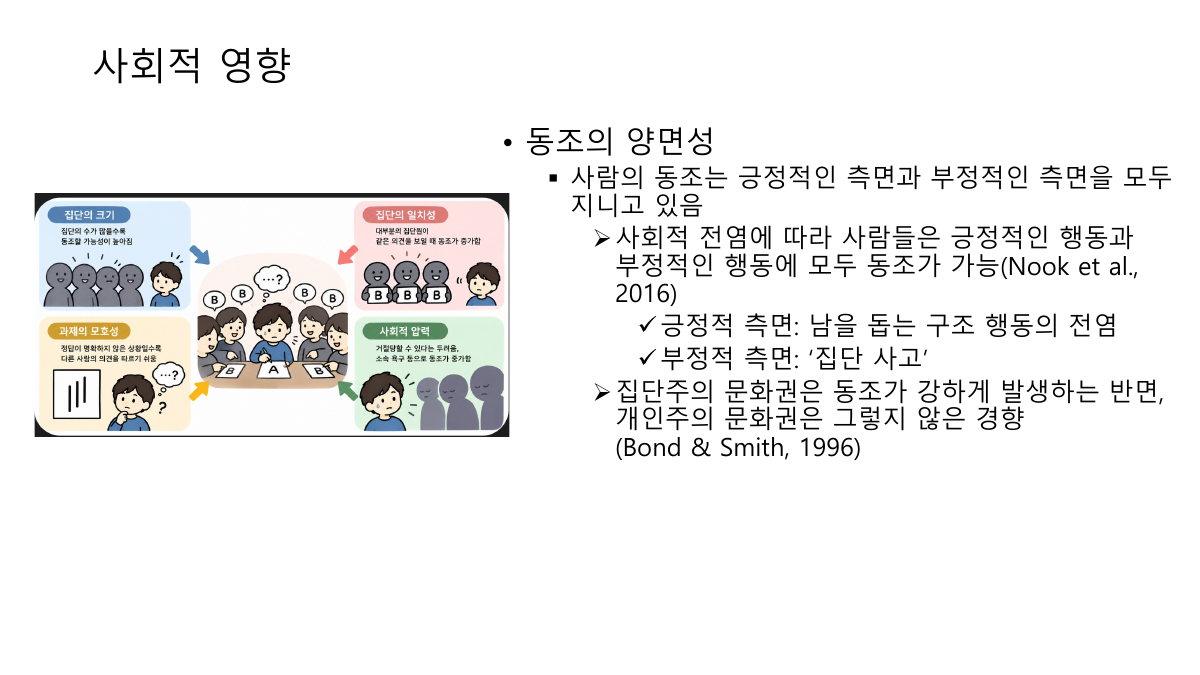 사회적 영향
• 동조의 양면성
▪ 사람의 동조는 긍정적인 측면과 부정적인 측면을 모두
지니고 있음
➢ 사회적 전염에 따라 사람들은 긍정적인 행동과
부정적인 행동에 모두 동조가 가능(Nook et al.,
2016)
✓ 긍정적 측면: 남을 돕는 구조 행동의 전염
✓ 부정적 측면: ‘집단 사고’
➢ 집단주의 문화권은 동조가 강하게 발생하는 반면,
개인주의 문화권은 그렇지 않은 경향
(Bond & Smith, 1996)
집단의 크기
집단의 수가 많을수록
동조할 가능성이 높아짐
집단의 일치성
대부분의 집단원이
같은 의견을 보일 때 동조가 증가함
B B B
B B ...? B B
B A B
과제의 모호성
정답이 명확하지 않은 상황일수록
다른 사람의 의견을 따르기 쉬움
...?
?
사회적 압력
거절당할 수 있다는 두려움,
소속 욕구 등으로 동조가 증가함